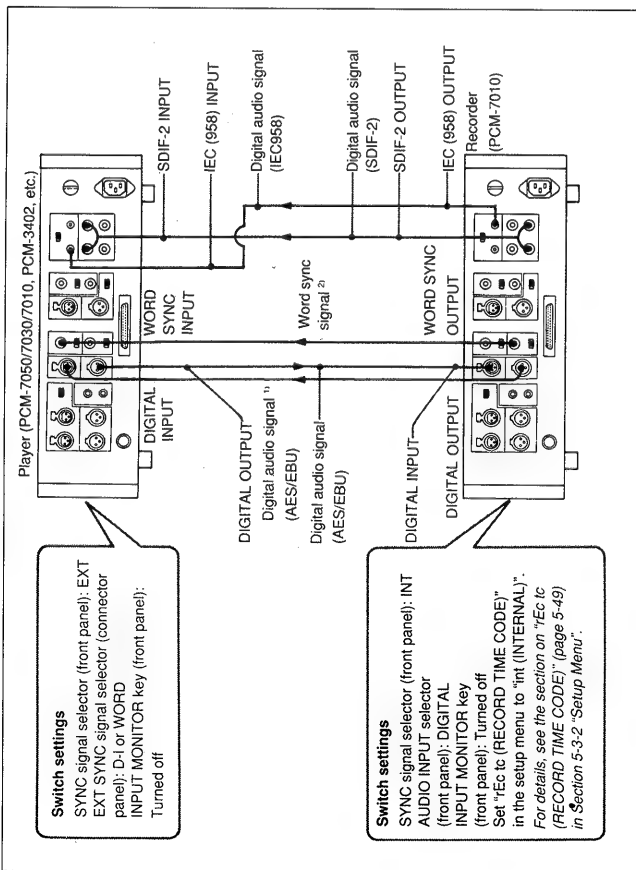 Player (PCM-7050/7030/7010, PCM-3402, etc.)
Switch settings
SYNC signal selector (front panel): EXT
EXT SYNC signal selector (connector
panel): D-I or WORD
INPUT MONITOR key (front panel):
Turned off
DIGITAL
INPUT
WORD
SYNC
INPUT
SDIF-2 INPUT
IEC (958) INPUT
Digital audio signal
(IEC958)
DIGITAL OUTPUT
Digital audio signal 1)
(AES/EBU)
Digital audio signal
(AES/EBU)
DIGITAL INPUT
Word sync
signal 2)
Digital audio signal
(SDIF-2)
SDIF-2 OUTPUT
IEC (958) OUTPUT
DIGITAL OUTPUT
WORD SYNC
OUTPUT
Recorder
(PCM-7010)
Switch settings
SYNC signal selector (front panel): INT
AUDIO INPUT selector
(front panel): DIGITAL
INPUT MONITOR key
(front panel): Turned off
Set "rEc tc (RECORD TIME CODE)"
in the setup menu to "int (INTERNAL)".
For details, see the section on "rEc tc
(RECORD TIME CODE)" (page 5-49)
in Section 5-3-2 "Setup Menu".